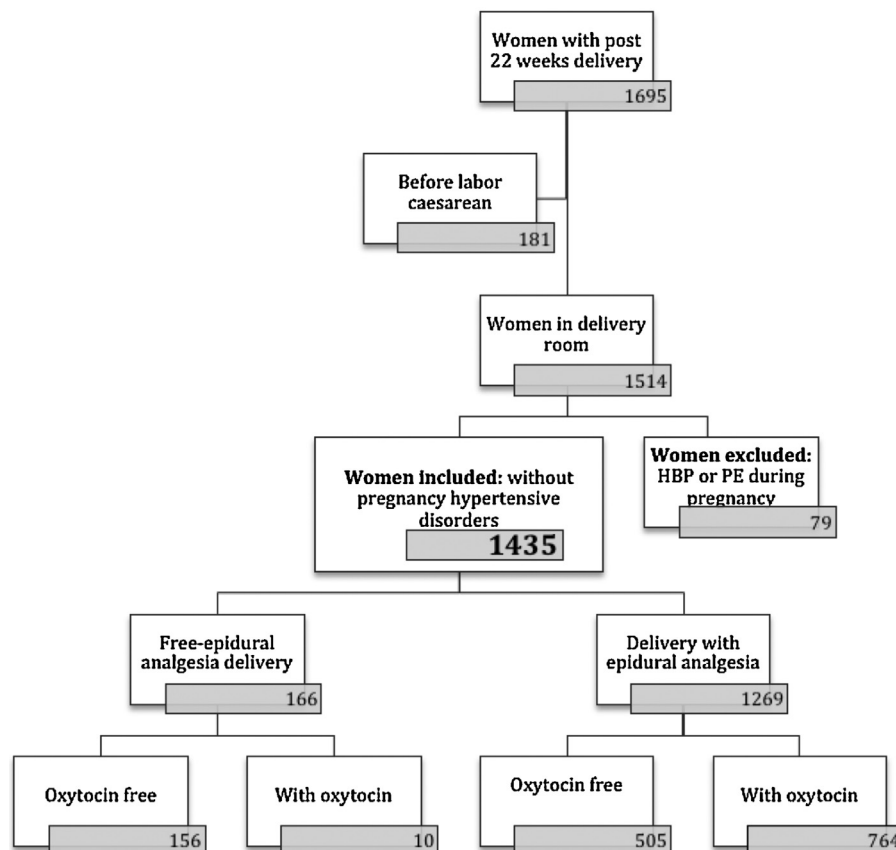 Women with post
22 weeks delivery
1695
Before labor
caesarean
181
Women in delivery
room
1514
Women included: without
pregnancy hypertensive
disorders
1435
Women excluded:
HBP or PE during
pregnancy
79
Free-epidural
analgesia delivery
166
Delivery with
epidural analgesia
1269
Oxytocin free
156
With oxytocin
10
Oxytocin free
505
With oxytocin
764